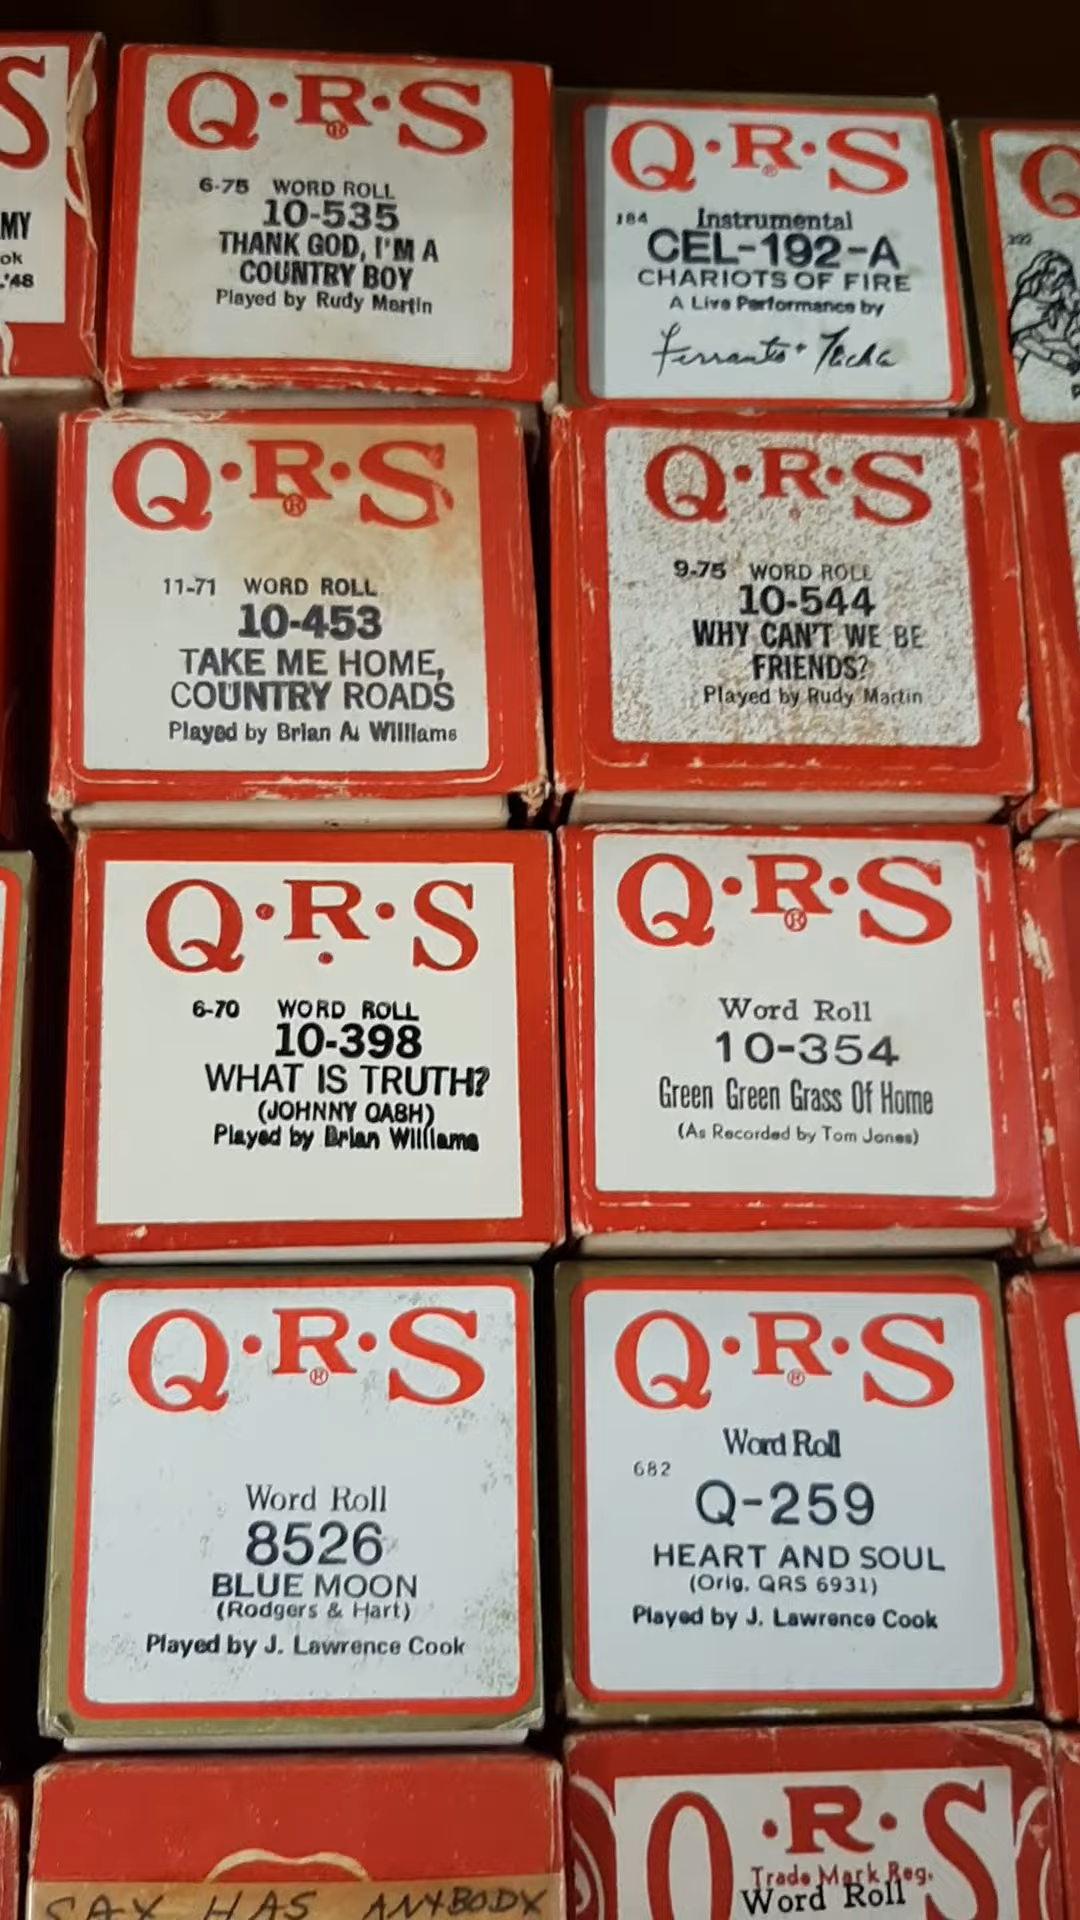 S
MY
ok
'48
Q·R·S
®
6-75 WORD ROLL
10-535
THANK GOD, I'M A
COUNTRY BOY
Played by Rudy Martin
Q·R·S
®
184 Instrumental
CEL-192-A
CHARIOTS OF FIRE
A Live Performance by
Ferrante + Teicher
Q
392
Q·R·S
®
11-71 WORD ROLL
10-453
TAKE ME HOME,
COUNTRY ROADS
Played by Brian A. Williams
Q·R·S
9-75 WORD ROLL
10-544
WHY CAN'T WE BE
FRIENDS?
Played by Rudy Martin
Q·R·S
6-70 WORD ROLL
10-398
WHAT IS TRUTH?
(JOHNNY CASH)
Played by Brian Williams
Q·R·S
®
Word Roll
10-354
Green Green Grass Of Home
(As Recorded by Tom Jones)
Q·R·S
®
Word Roll
8526
BLUE MOON
(Rodgers & Hart)
Played by J. Lawrence Cook
Q·R·S
®
Word Roll
682
Q-259
HEART AND SOUL
(Orig. QRS 6931)
Played by J. Lawrence Cook
SAY HAS ANYBODY
Q·R·S
Trade Mark Reg.
Word Roll